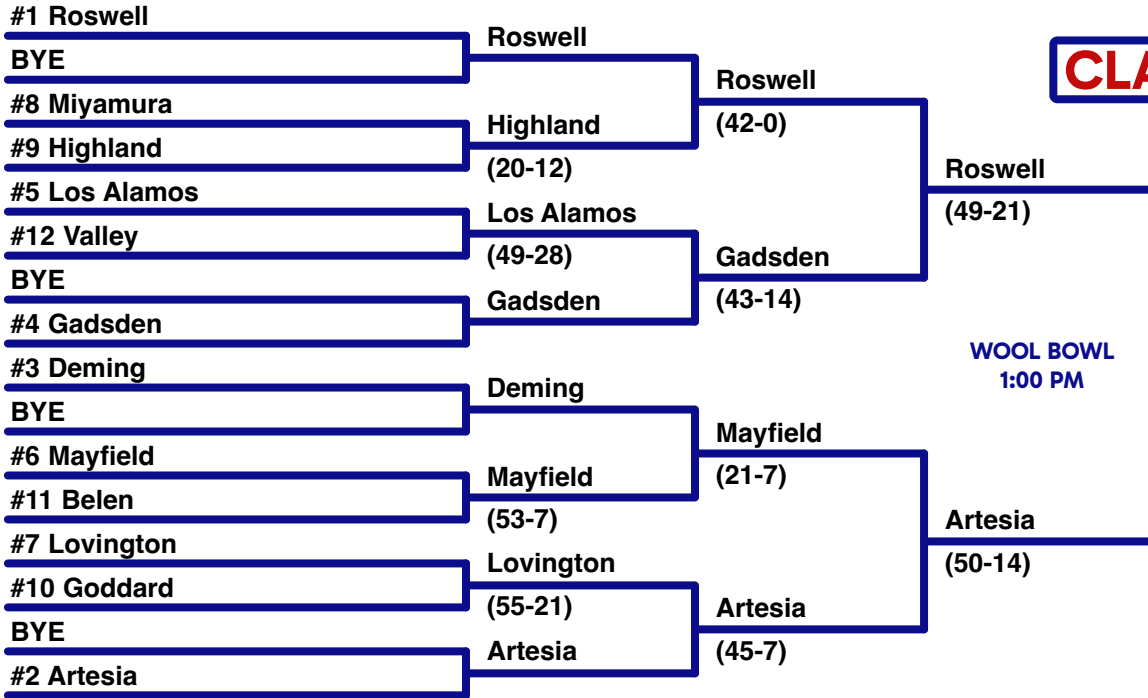 #1 Roswell
BYE
#8 Miyamura
#9 Highland
#5 Los Alamos
#12 Valley
BYE
#4 Gadsden
#3 Deming
BYE
#6 Mayfield
#11 Belen
#7 Lovington
#10 Goddard
BYE
#2 Artesia
Roswell
Highland
(20-12)
Los Alamos
(49-28)
Gadsden
Deming
Mayfield
(53-7)
Lovington
(55-21)
Artesia
Roswell
(42-0)
Gadsden
(43-14)
Mayfield
(21-7)
Artesia
(45-7)
Roswell
(49-21)
Artesia
(50-14)
WOOL BOWL
1:00 PM
CLA